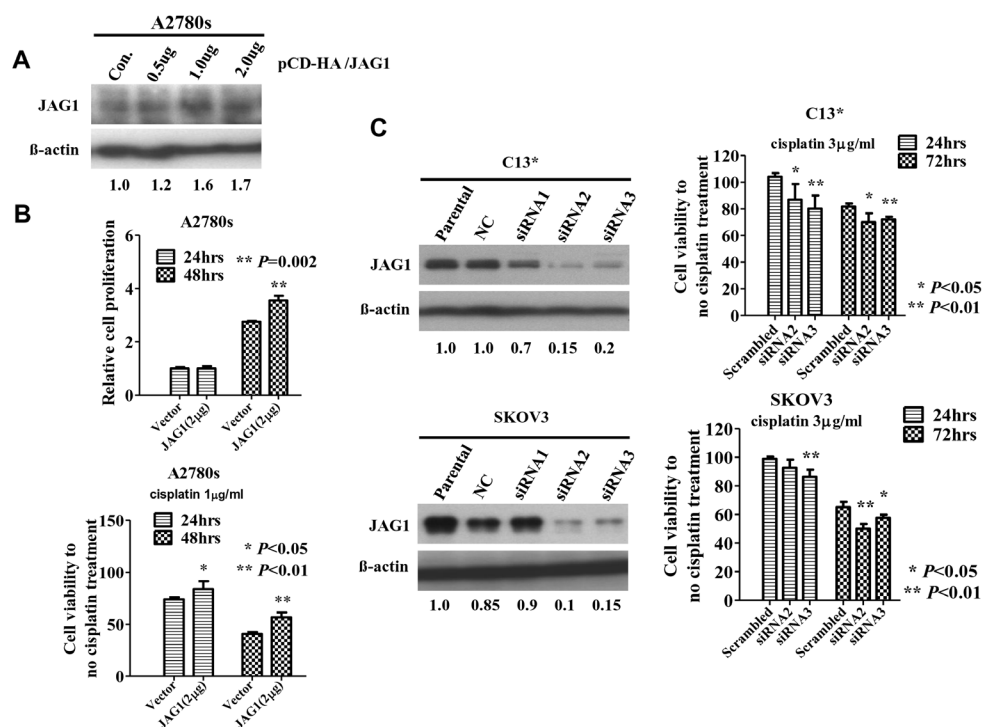 A
A2780s
Con. 0.5ug 1.0ug 2.0ug pCD-HA/JAG1
JAG1
ß-actin
1.0 1.2 1.6 1.7
B
A2780s
24hrs
48hrs
** P=0.002
**
Relative cell proliferation
6
4
2
0
Vector JAG1(2µg) Vector JAG1(2µg)
A2780s
cisplatin 1µg/ml
24hrs
48hrs
* P<0.05
** P<0.01
* **
Cell viability to
no cisplatin treatment
150
100
50
0
Vector JAG1(2µg) Vector JAG1(2µg)
C
C13*
Parental NC siRNA1 siRNA2 siRNA3
JAG1
ß-actin
1.0 1.0 0.7 0.15 0.2
C13*
cisplatin 3µg/ml
24hrs
72hrs
* ** * **
* P<0.05
** P<0.01
Cell viability to
no cisplatin treatment
120
100
80
60
40
20
0
Scrambled siRNA2 siRNA3 Scrambled siRNA2 siRNA3
SKOV3
Parental NC siRNA1 siRNA2 siRNA3
JAG1
ß-actin
1.0 0.85 0.9 0.1 0.15
SKOV3
cisplatin 3µg/ml
24hrs
72hrs
** ** *
* P<0.05
** P<0.01
Cell viability to
no cisplatin treatment
120
100
80
60
40
20
0
Scrambled siRNA2 siRNA3 Scrambled siRNA2 siRNA3